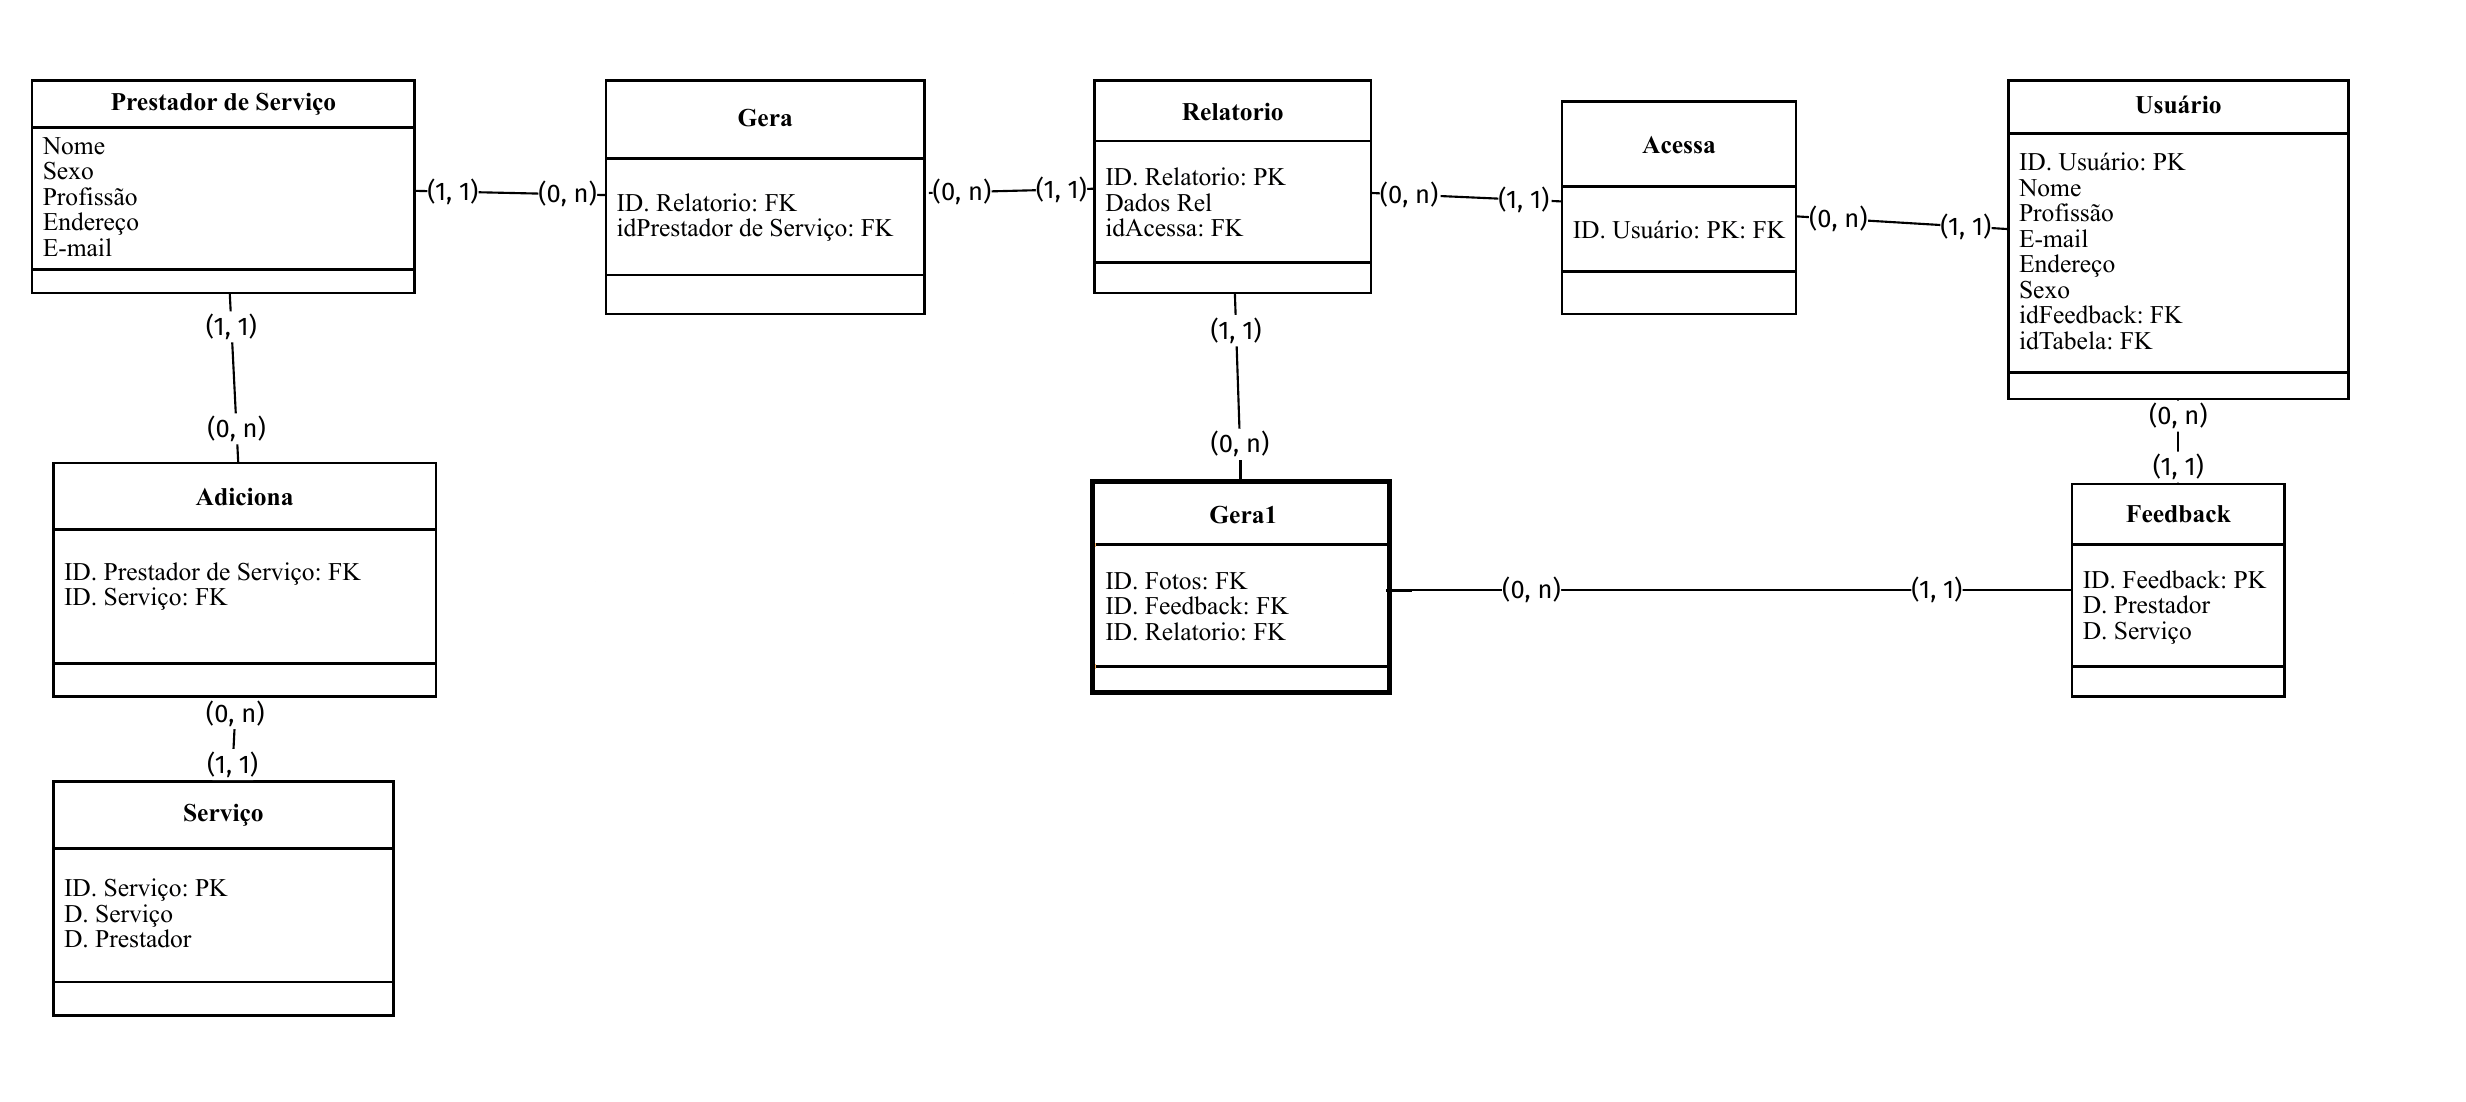 Prestador de Serviço
Nome
Sexo
Profissão
Endereço
E-mail
(1, 1)
(0, n)
Gera
ID. Relatorio: FK
idPrestador de Serviço: FK
(0, n)
(1, 1)
Relatorio
ID. Relatorio: PK
Dados Rel
idAcessa: FK
(0, n)
(1, 1)
Acessa
ID. Usuário: PK: FK
(0, n)
(1, 1)
Usuário
ID. Usuário: PK
Nome
Profissão
E-mail
Endereço
Sexo
idFeedback: FK
idTabela: FK
(1, 1)
(0, n)
(1, 1)
(0, n)
(0, n)
(1, 1)
Adiciona
ID. Prestador de Serviço: FK
ID. Serviço: FK
Gera1
ID. Fotos: FK
ID. Feedback: FK
ID. Relatorio: FK
(0, n)
(1, 1)
Feedback
ID. Feedback: PK
D. Prestador
D. Serviço
(0, n)
(1, 1)
Serviço
ID. Serviço: PK
D. Serviço
D. Prestador